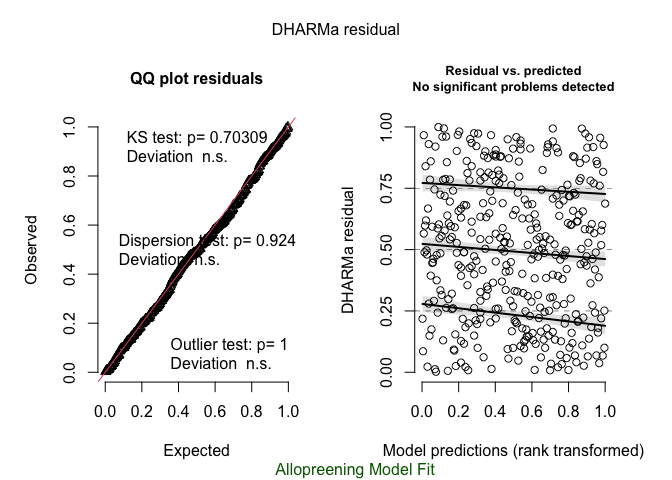 DHARMa residual
QQ plot residuals
KS test: p= 0.70309
Deviation n.s.
Dispersion test: p= 0.924
Deviation n.s.
Outlier test: p= 1
Deviation n.s.
Observed
0.0 0.2 0.4 0.6 0.8 1.0
0.0 0.2 0.4 0.6 0.8 1.0
Expected
Residual vs. predicted
No significant problems detected
DHARMa residual
0.00 0.25 0.50 0.75 1.00
0.0 0.2 0.4 0.6 0.8 1.0
Model predictions (rank transformed)
Allopreening Model Fit